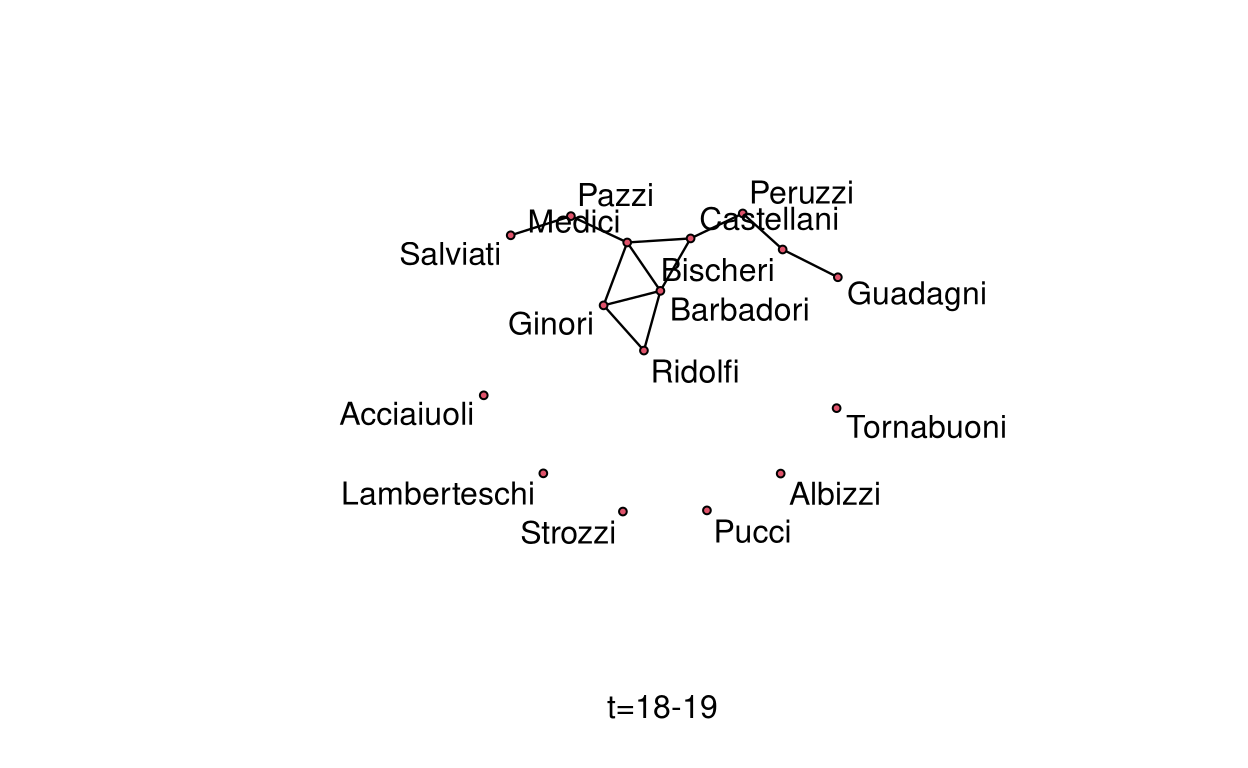 Pazzi
Peruzzi
Medici
Castellani
Salviati
Bischeri
Guadagni
Barbadori
Ginori
Ridolfi
Acciaiuoli
Tornabuoni
Lamberteschi
Albizzi
Strozzi
Pucci
t=18-19